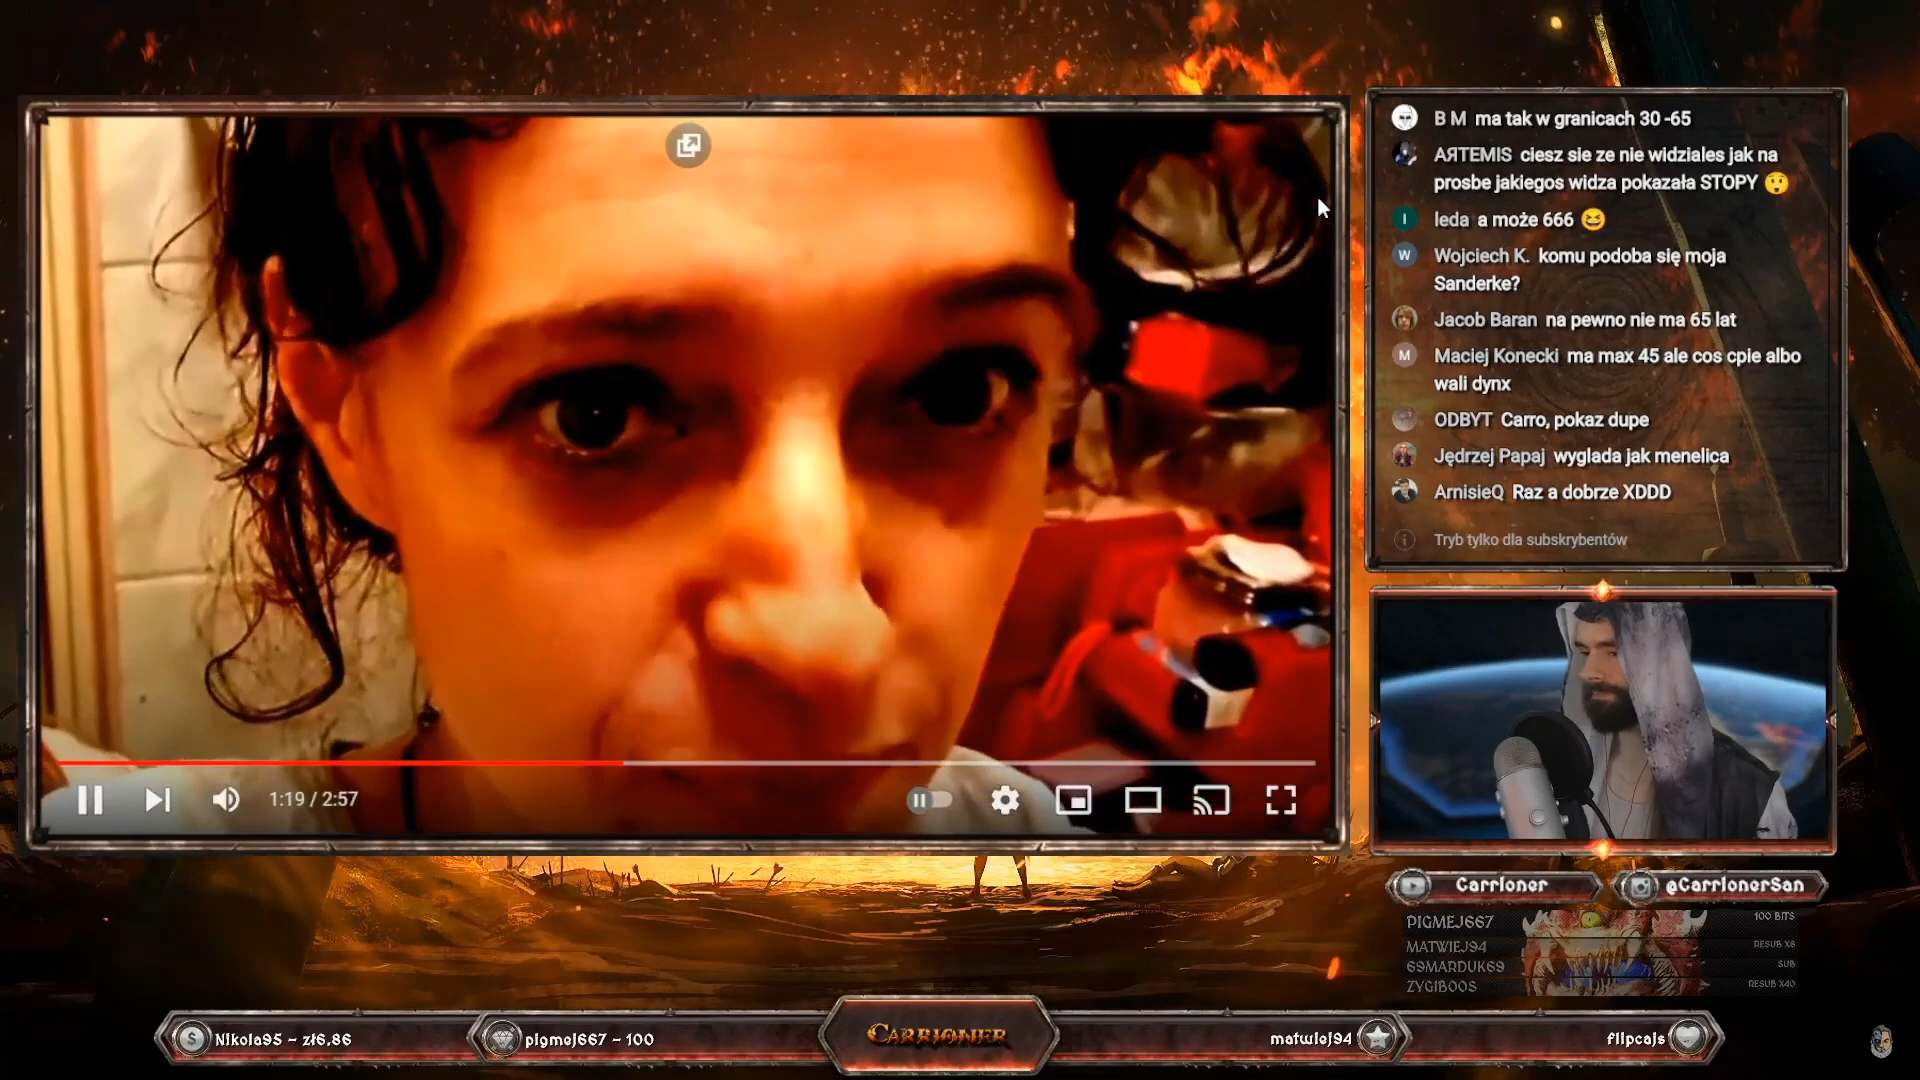 B M ma tak w granicach 30 -65
AЯTEMIS ciesz sie ze nie widziales jak na
prosbe jakiegos widza pokazała STOPY
I
leda a może 666
W
Wojciech K. komu podoba się moja
Sanderke?
Jacob Baran na pewno nie ma 65 lat
M
Maciej Konecki ma max 45 ale cos cpie albo
wali dynx
ODBYT Carro, pokaz dupe
Jędrzej Papaj wyglada jak menelica
ArnisieQ Raz a dobrze XDDD
Tryb tylko dla subskrybentów
1:19 / 2:57
Carrioner
@CarrionerSan
PIGMEJ667 100 BITS
MATWIEJ94 RESUB X8
69MARDUK69 SUB
ZYGIBOOS RESUB X40
Nikola95 - zł6.86
pigmej667 - 100
CARRIONER
matwiej94
flipcajs